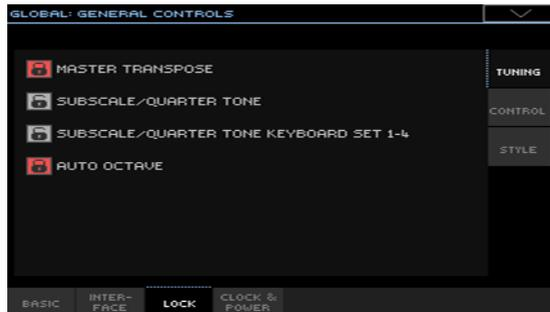 GLOBAL: GENERAL CONTROLS
MASTER TRANSPOSE
SUBSCALE/QUARTER TONE
SUBSCALE/QUARTER TONE KEYBOARD SET 1-4
AUTO OCTAVE
TUNING
CONTROL
STYLE
BASIC
INTER-
FACE
LOCK
CLOCK &
POWER